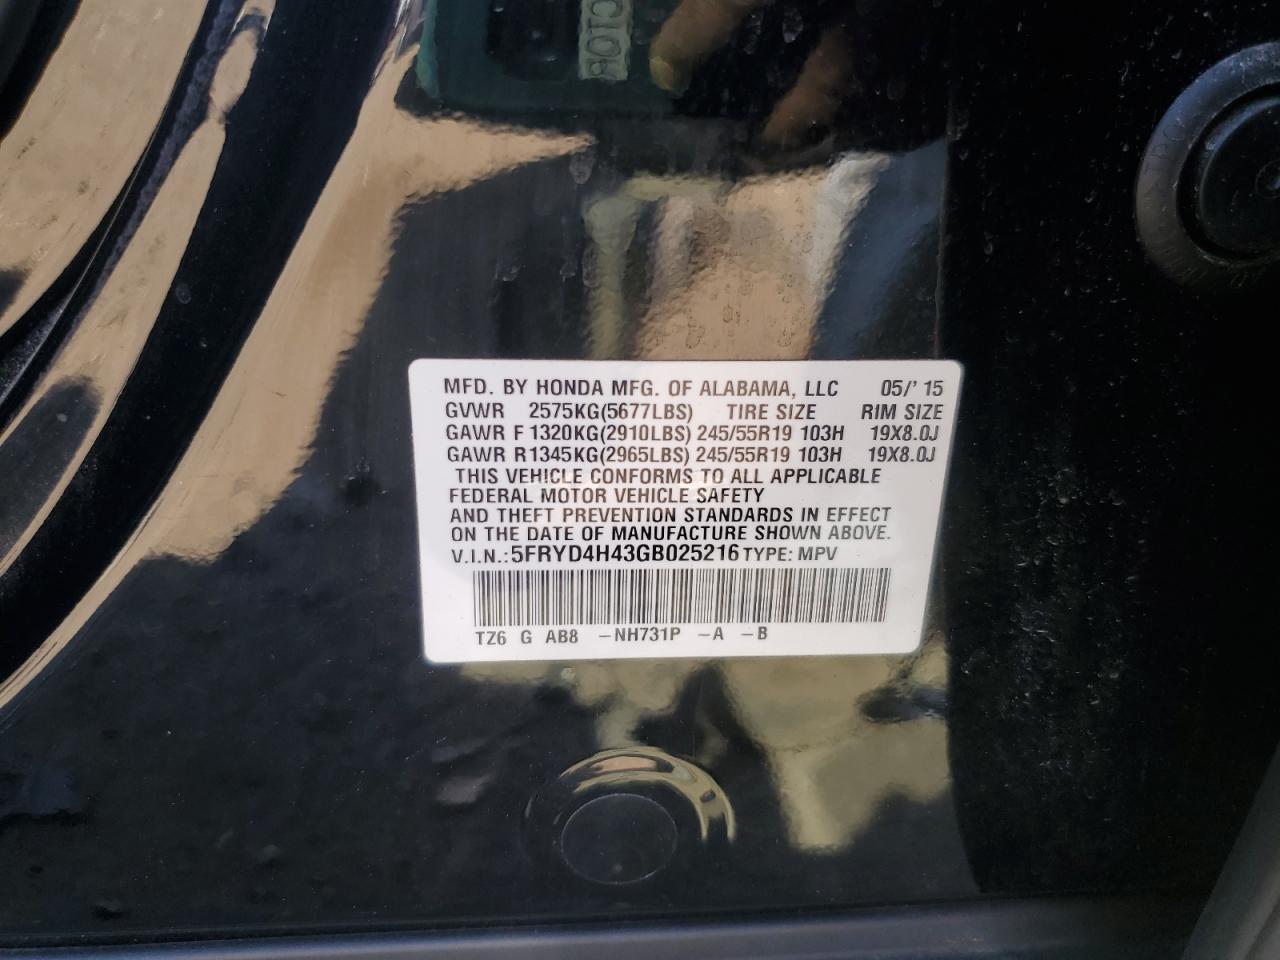 MFD. BY HONDA MFG. OF ALABAMA, LLC 05/' 15
GVWR 2575KG(5677LBS) TIRE SIZE RIM SIZE
GAWR F 1320KG(2910LBS) 245/55R19 103H 19X8.0J
GAWR R1345KG(2965LBS) 245/55R19 103H 19X8.0J
THIS VEHICLE CONFORMS TO ALL APPLICABLE
FEDERAL MOTOR VEHICLE SAFETY
AND THEFT PREVENTION STANDARDS IN EFFECT
ON THE DATE OF MANUFACTURE SHOWN ABOVE.
V.I.N.: 5FRYD4H43GB025216 TYPE: MPV
TZ6 G AB8 -NH731P -A -B